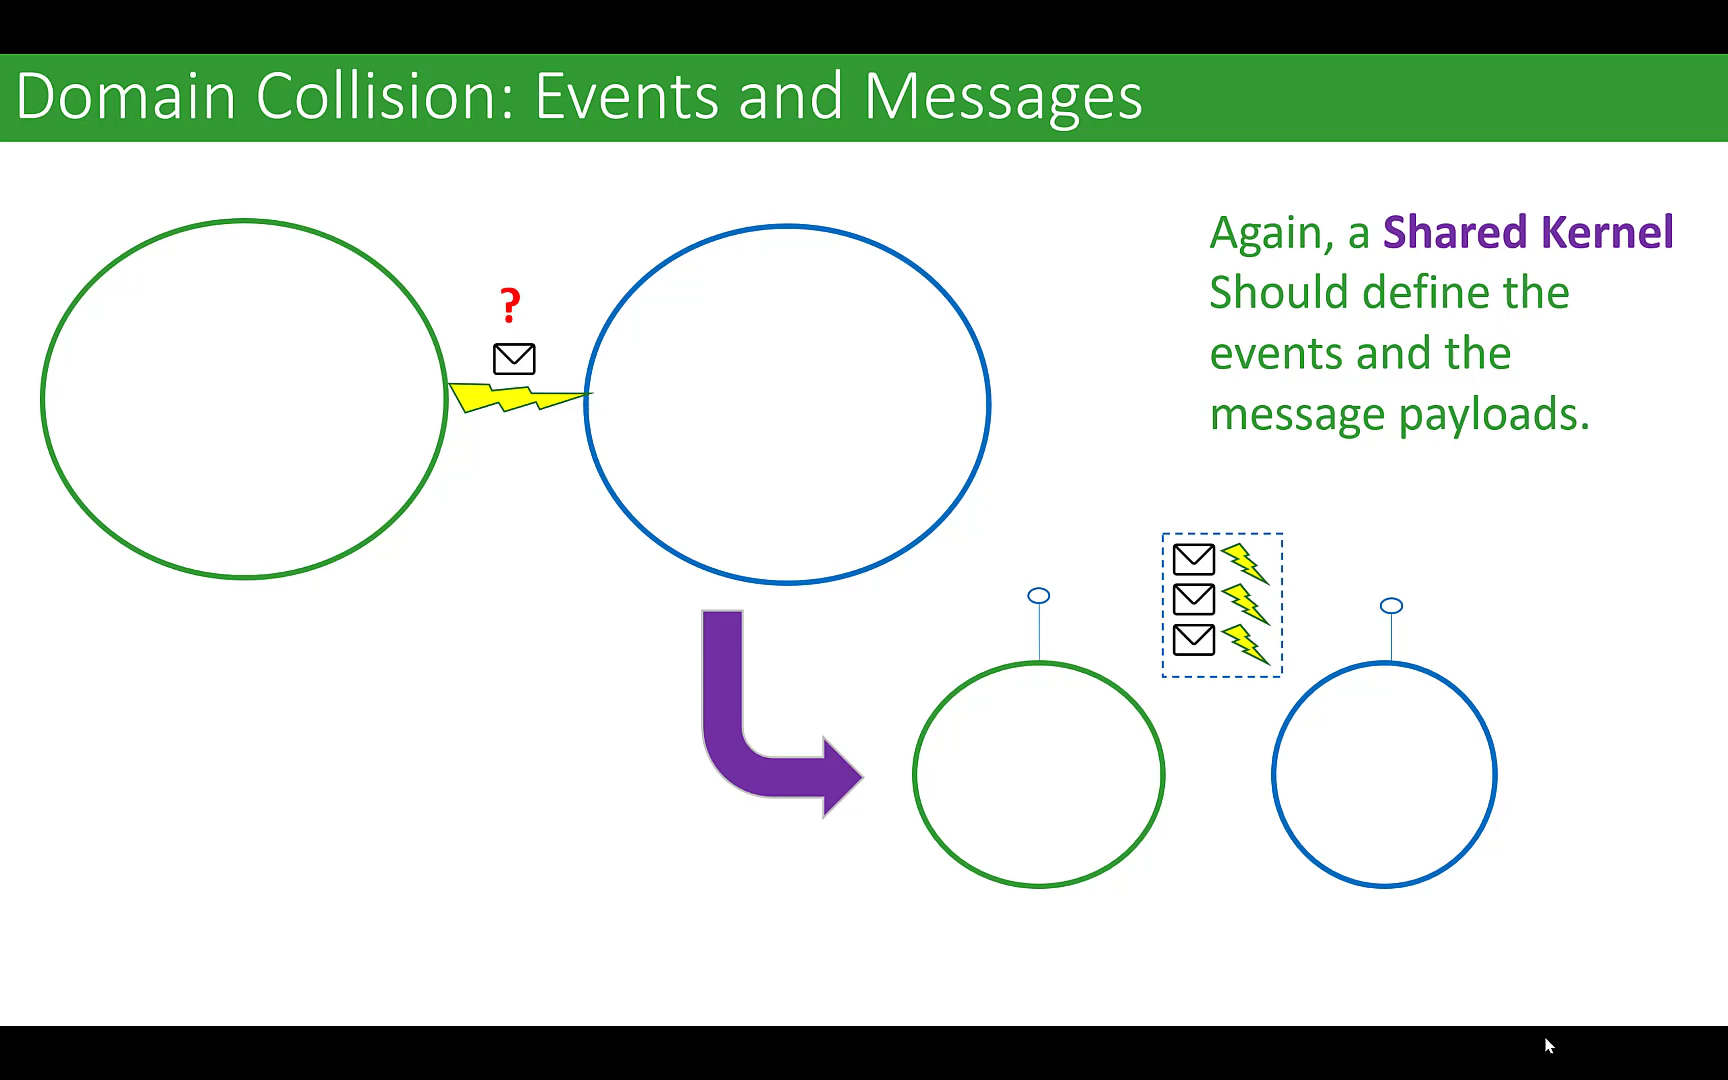 Domain Collision: Events and Messages
?
Again, a Shared Kernel
Should define the
events and the
message payloads.